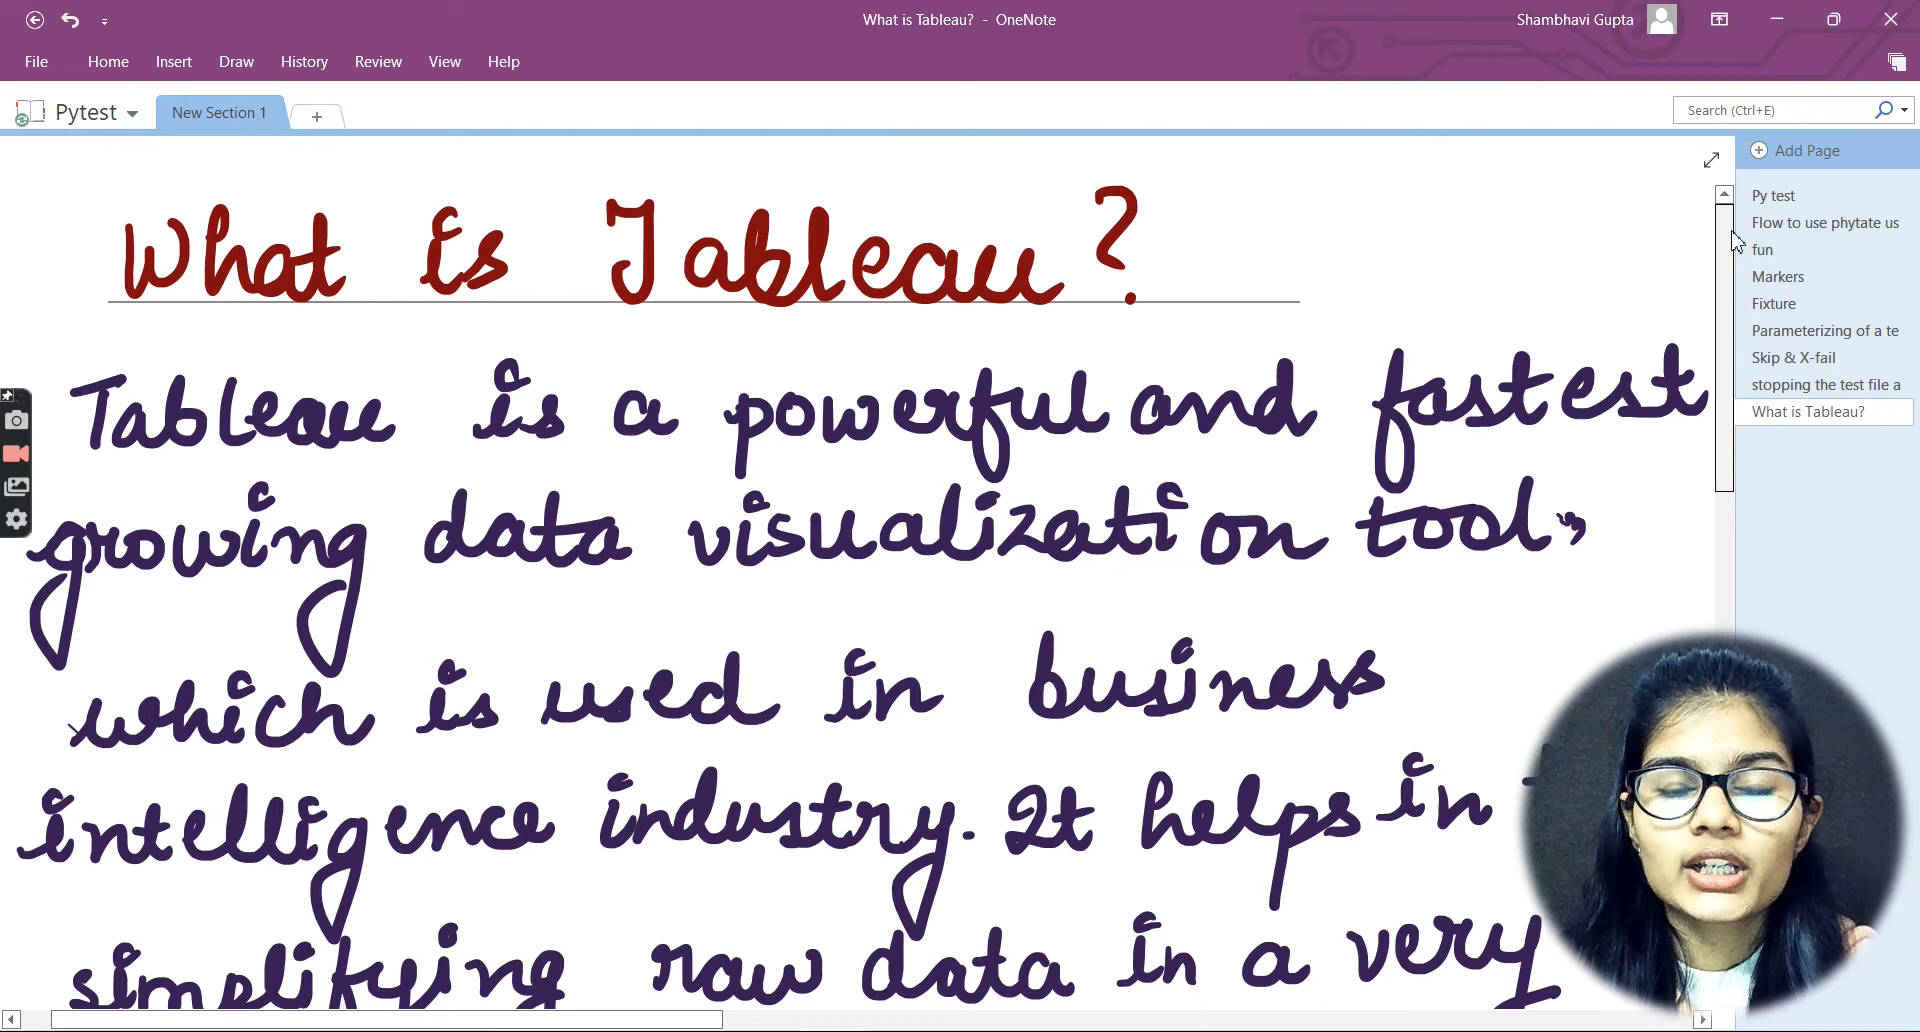 What is Tableau? - OneNote
Shambhavi Gupta
File Home Insert Draw History Review View Help
Pytest
New Section 1
+
Search (Ctrl+E)
Add Page
Py test
Flow to use phytate us
fun
Markers
Fixture
Parameterizing of a te
Skip & X-fail
stopping the test file a
What is Tableau?
What is Tableau?
Tableau is a powerful and fastest
growing data visualization tool,
which is used in business
intelligence industry. It helps in
simplifying raw data in a very